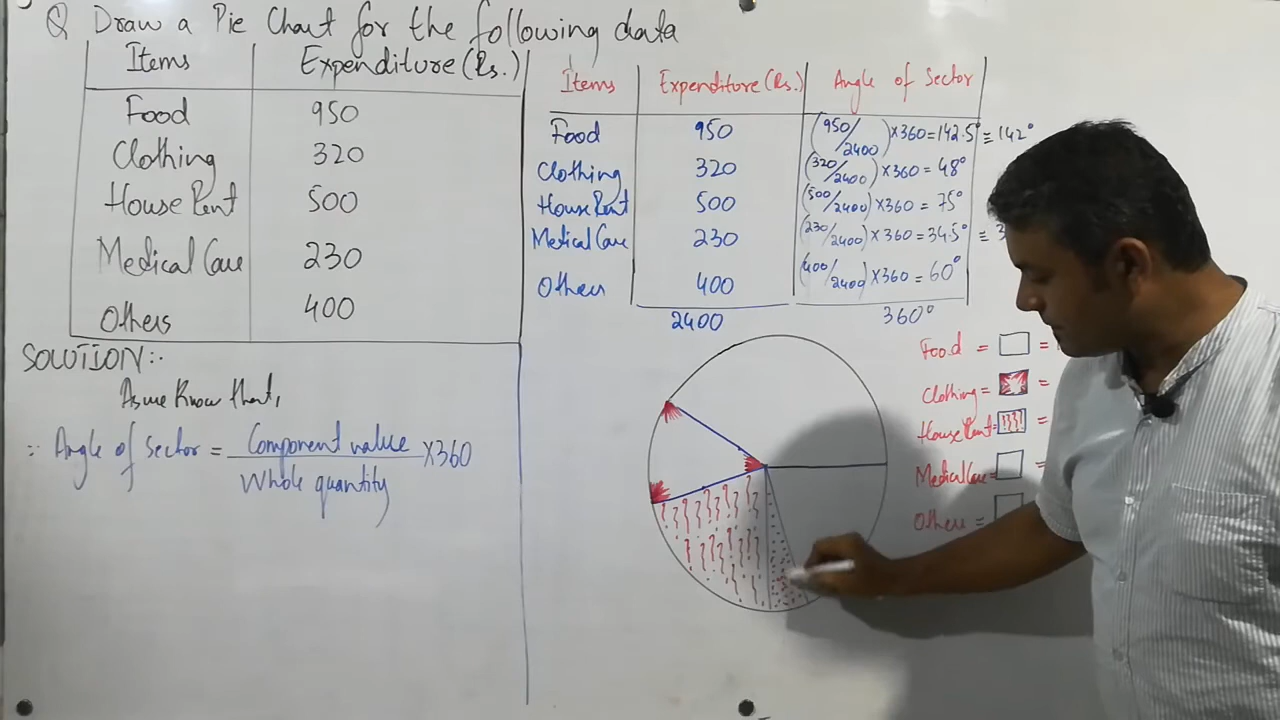 Q Draw a Pie Chart for the following data
Items Expenditure (Rs.)
Food 950
Clothing 320
House Rent 500
Medical Care 230
Others 400
SOLUTION:-
As we know that,
∵ Angle of Sector = Component value / Whole quantity X360
Items Expenditure (Rs.) Angle of Sector
Food 950 (950/2400)×360=142.5° ≅ 142°
Clothing 320 (320/2400)×360=48°
House Rent 500 (500/2400)×360=75°
Medical Care 230 (230/2400)×360=34.5° ≅ 3
Others 400 (400/2400)×360=60°
2400 360°
Food = =
Clothing= =
House Rent= =
Medical Care= =
Others =